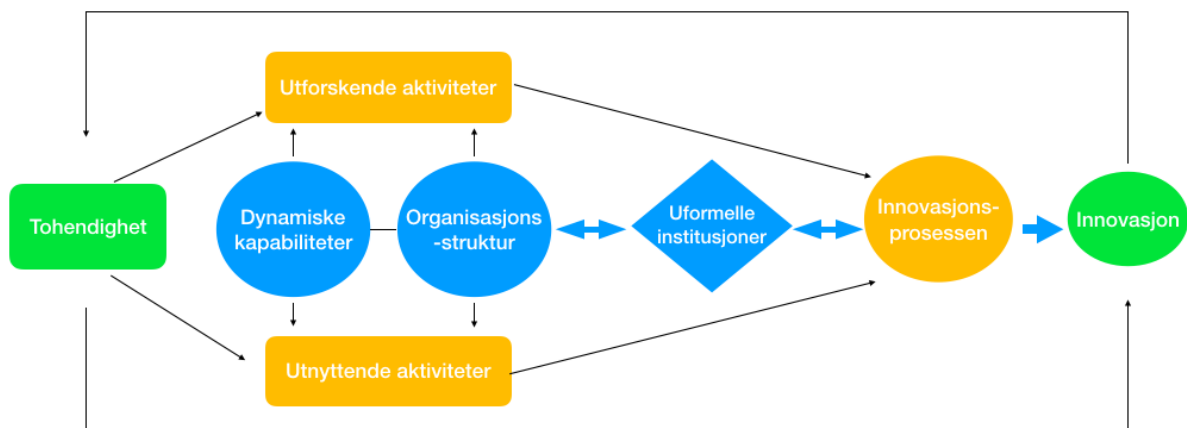 Utforskende aktiviteter
Tohendighet
Dynamiske
kapabiliteter
Organisasjons
-struktur
Uformelle
institusjoner
Innovasjons-
prosessen
Innovasjon
Utnyttende aktiviteter